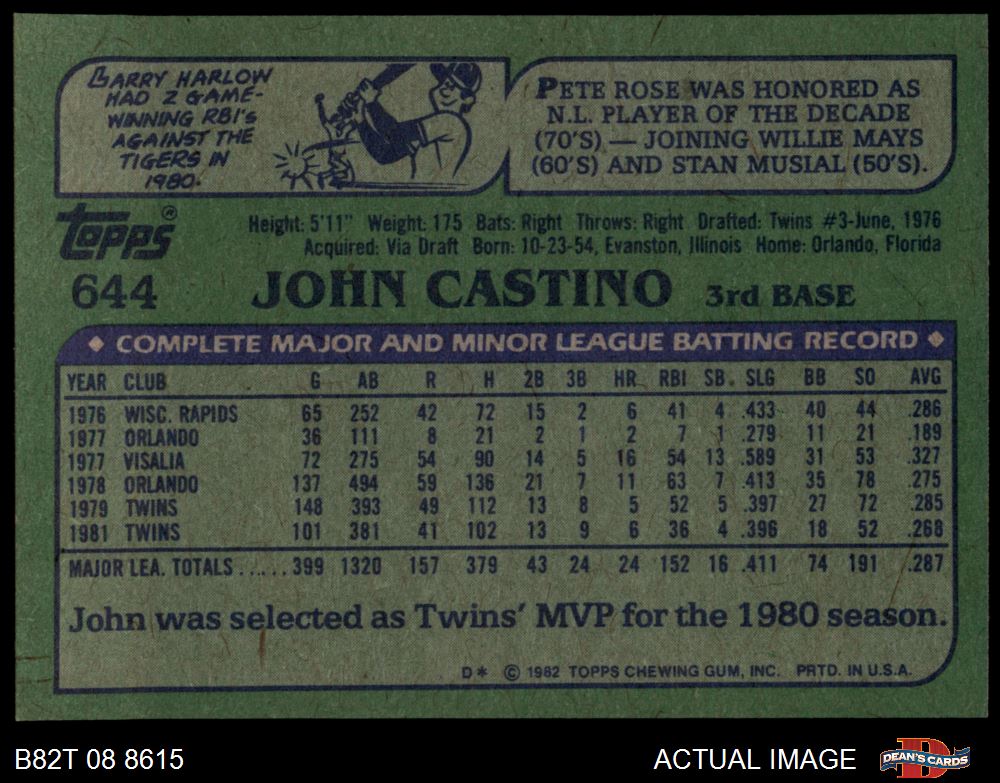 BARRY HARLOW
HAD 2 GAME-
WINNING RBI's
AGAINST THE
TIGERS IN
1980.
PETE ROSE WAS HONORED AS
N.L. PLAYER OF THE DECADE
(70'S) — JOINING WILLIE MAYS
(60'S) AND STAN MUSIAL (50'S).
Topps®
Height: 5'11" Weight: 175 Bats: Right Throws: Right Drafted: Twins #3-June, 1976
Acquired: Via Draft Born: 10-23-54, Evanston, Illinois Home: Orlando, Florida
644 JOHN CASTINO 3rd BASE
◆ COMPLETE MAJOR AND MINOR LEAGUE BATTING RECORD ◆
YEAR CLUB G AB R H 2B 3B HR RBI SB. SLG BB SO AVG
1976 WISC. RAPIDS 65 252 42 72 15 2 6 41 4 .433 40 44 .286
1977 ORLANDO 36 111 8 21 2 1 2 7 1 .279 11 21 .189
1977 VISALIA 72 275 54 90 14 5 16 54 13 .589 31 53 .327
1978 ORLANDO 137 494 59 136 21 7 11 63 7 .413 35 78 .275
1979 TWINS 148 393 49 112 13 8 5 52 5 .397 27 72 .285
1981 TWINS 101 381 41 102 13 9 6 36 4 .396 18 52 .268
MAJOR LEA. TOTALS ...... 399 1320 157 379 43 24 24 152 16 .411 74 191 .287
John was selected as Twins' MVP for the 1980 season.
D* © 1982 TOPPS CHEWING GUM, INC. PRTD. IN U.S.A.
B82T 08 8615
ACTUAL IMAGE
DEAN'S CARDS